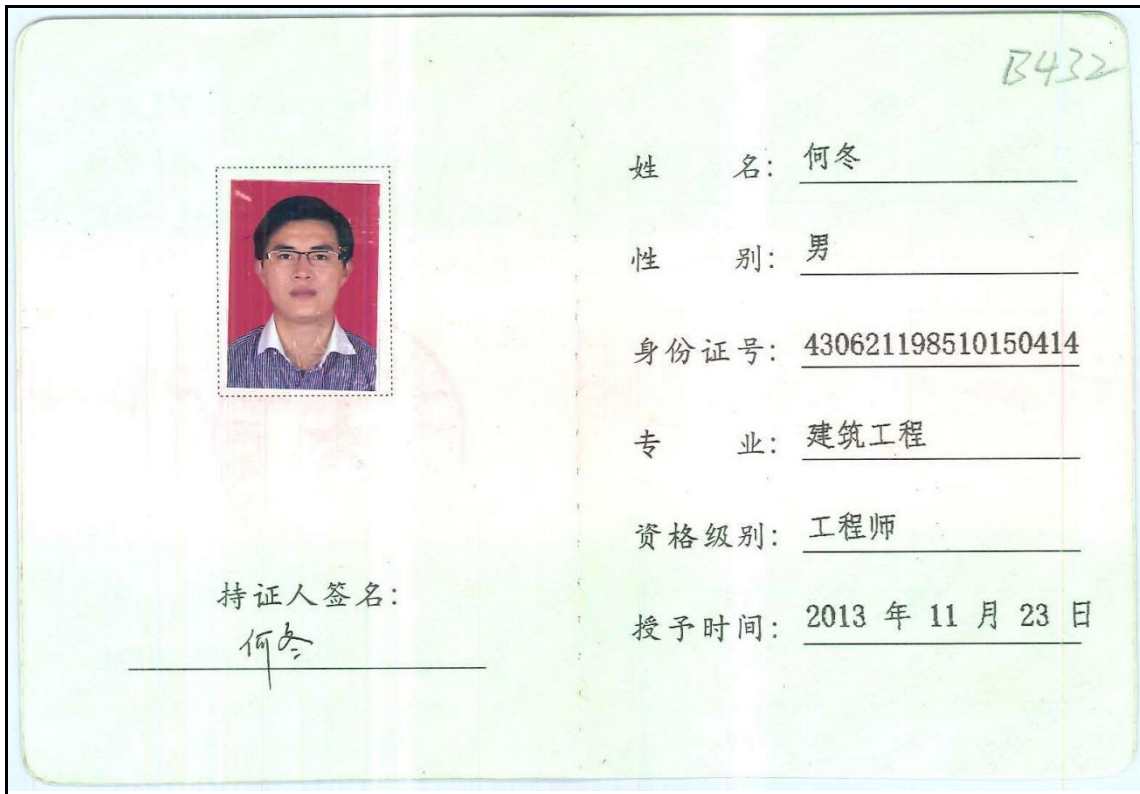 B432
姓 名: 何冬
性 别: 男
身份证号: 430621198510150414
专 业: 建筑工程
资格级别: 工程师
授予时间: 2013 年 11 月 23 日
持证人签名:
何冬